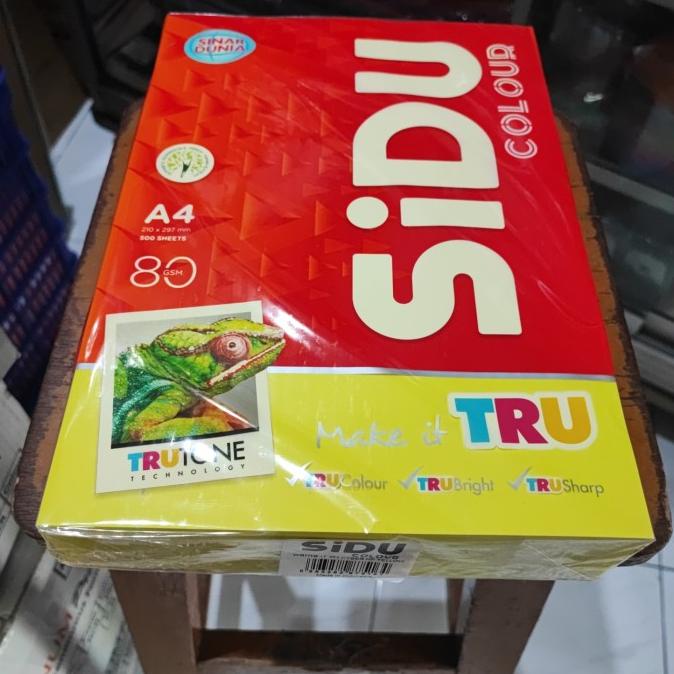 SINAR
DUNIA
SiDU
COLOUR
A4
210 x 297 mm
500 SHEETS
80
GSM
TRUTONE
TECHNOLOGY
Make it TRU
TRUColour TRUBright TRUSharp
SiDU
COLOUR